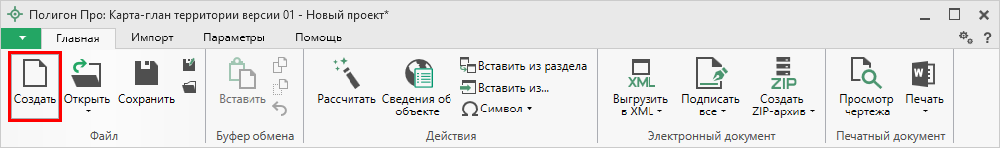 Полигон Про: Карта-план территории версии 01 - Новый проект*
Главная Импорт Параметры Помощь ?
Создать Открыть Сохранить
Вставить
Рассчитать Сведения об объекте
Вставить из раздела
Вставить из...
Ω Символ
XML
Выгрузить в XML
Подписать все
ZIP
Создать ZIP-архив
Просмотр чертежа
W
Печать
Файл Буфер обмена Действия Электронный документ Печатный документ